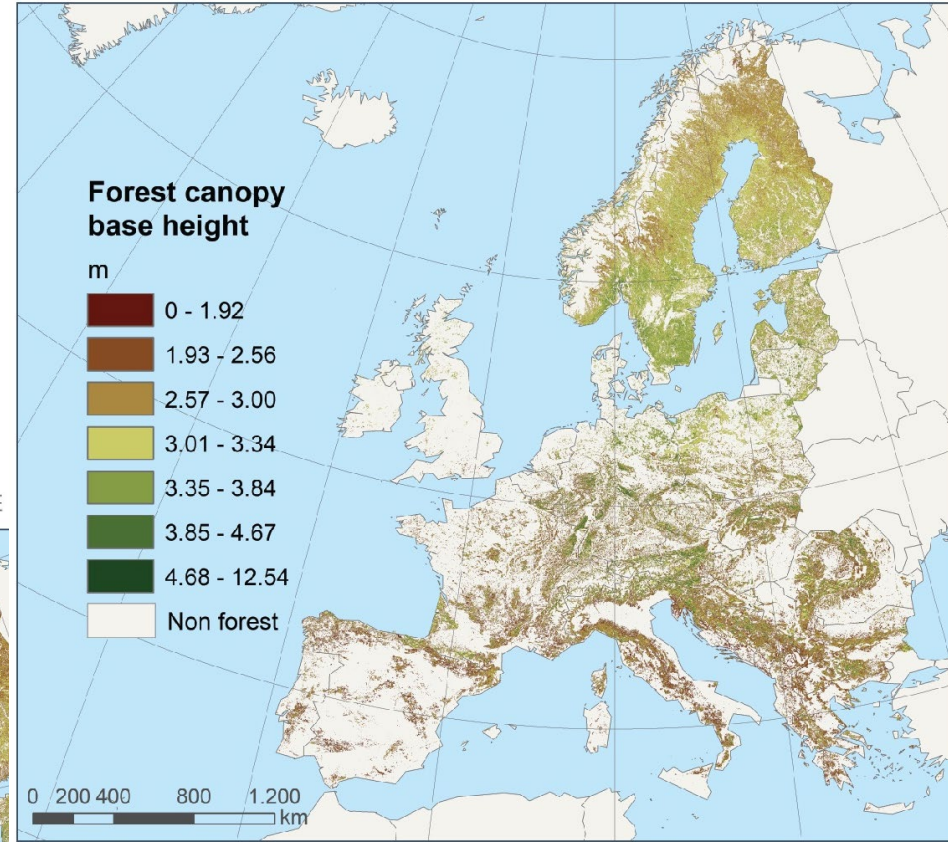 Forest canopy
base height
m
0 - 1.92
1.93 - 2.56
2.57 - 3.00
3.01 - 3.34
3.35 - 3.84
3.85 - 4.67
4.68 - 12.54
Non forest
0 200 400 800 1.200
km
E